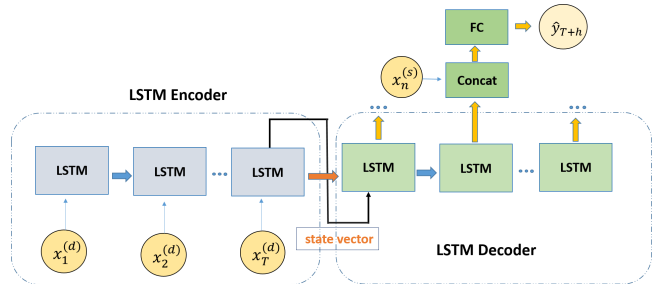 FC
ŷ_{T+h}
x_n^{(s)}
Concat
LSTM Encoder
...
...
LSTM
LSTM
...
LSTM
LSTM
LSTM
...
LSTM
x_1^{(d)}
x_2^{(d)}
x_T^{(d)}
state vector
LSTM Decoder